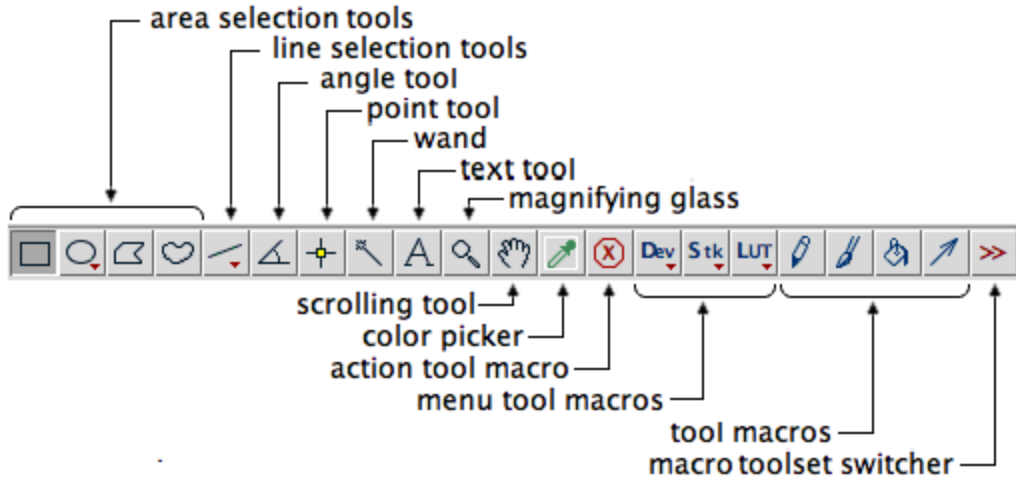 area selection tools
line selection tools
angle tool
point tool
wand
text tool
magnifying glass
A Dev Stk LUT >>
scrolling tool
color picker
action tool macro
menu tool macros
tool macros
macro toolset switcher